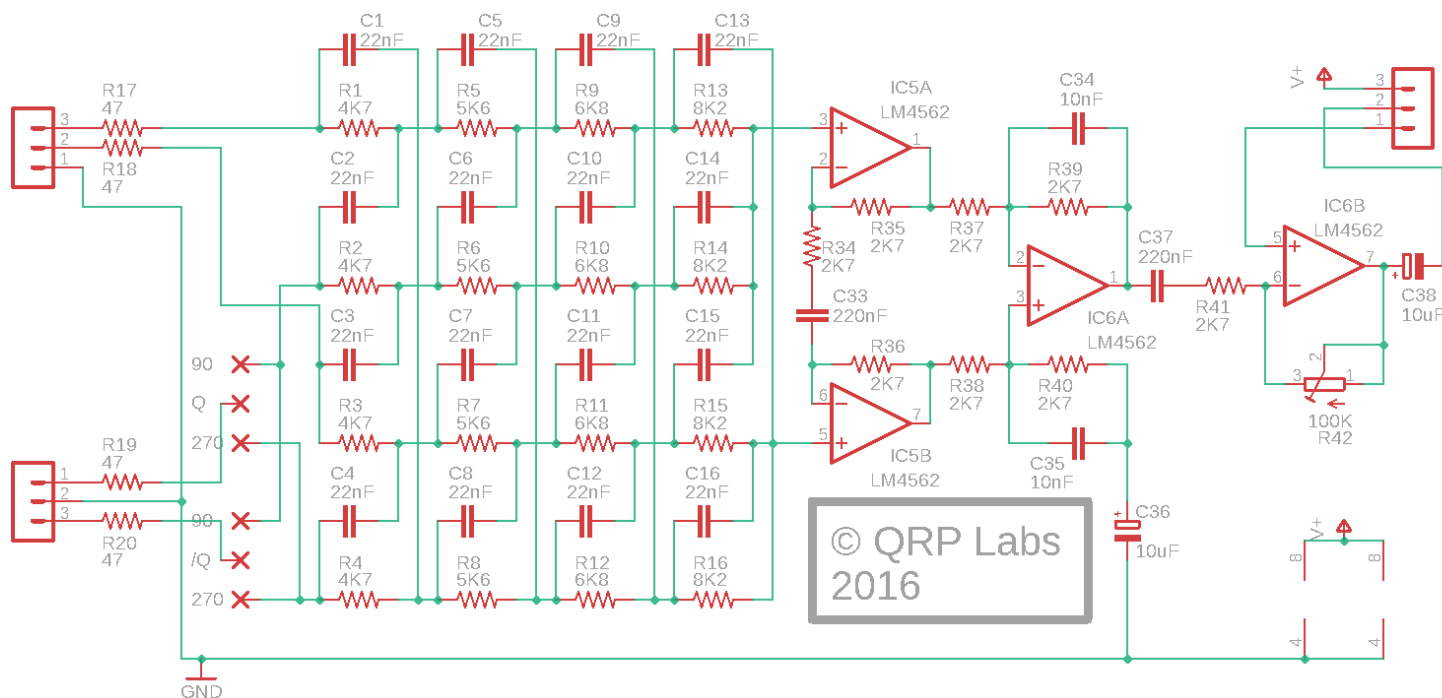 C1
22nF
C5
22nF
C9
22nF
C13
22nF
R17
47
3
2
1
R18
47
R1
4K7
R5
5K6
R9
6K8
R13
8K2
C2
22nF
C6
22nF
C10
22nF
C14
22nF
R2
4K7
R6
5K6
R10
6K8
R14
8K2
C3
22nF
C7
22nF
C11
22nF
C15
22nF
R3
4K7
R7
5K6
R11
6K8
R15
8K2
C4
22nF
C8
22nF
C12
22nF
C16
22nF
R4
4K7
R8
5K6
R12
6K8
R16
8K2
90
Q
270
90
/Q
270
R19
47
1
2
3
R20
47
GND
IC5A
LM4562
3
2
1
+
−
R35
2K7
R34
2K7
C33
220nF
R36
2K7
6
5
7
−
+
IC5B
LM4562
R37
2K7
R38
2K7
C34
10nF
R39
2K7
2
3
1
−
+
IC6A
LM4562
R40
2K7
C35
10nF
+
C36
10uF
C37
220nF
R41
2K7
IC6B
LM4562
5
6
7
+
−
V+
3
2
1
+
C38
10uF
2
3
1
100K
R42
V+
8
8
4
4
© QRP Labs
2016